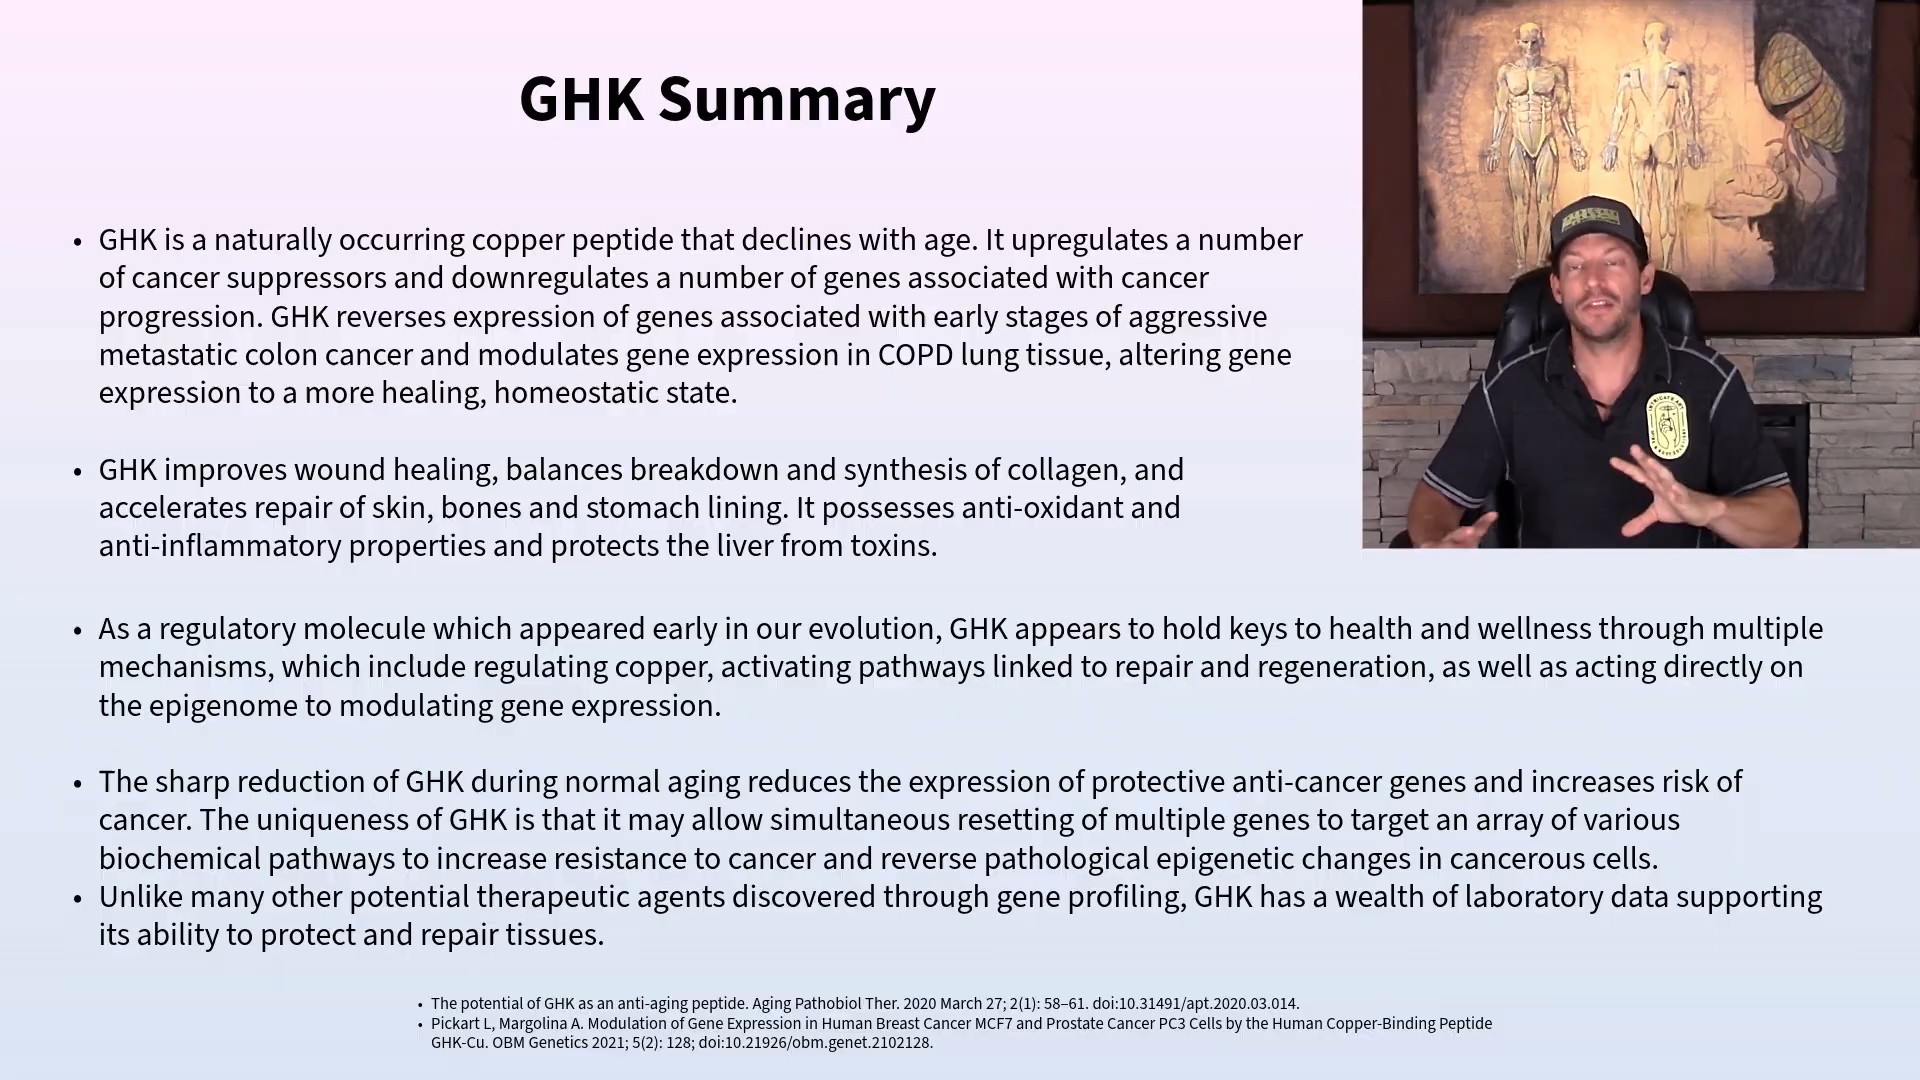 GHK Summary
• GHK is a naturally occurring copper peptide that declines with age. It upregulates a number
of cancer suppressors and downregulates a number of genes associated with cancer
progression. GHK reverses expression of genes associated with early stages of aggressive
metastatic colon cancer and modulates gene expression in COPD lung tissue, altering gene
expression to a more healing, homeostatic state.
• GHK improves wound healing, balances breakdown and synthesis of collagen, and
accelerates repair of skin, bones and stomach lining. It possesses anti-oxidant and
anti-inflammatory properties and protects the liver from toxins.
• As a regulatory molecule which appeared early in our evolution, GHK appears to hold keys to health and wellness through multiple
mechanisms, which include regulating copper, activating pathways linked to repair and regeneration, as well as acting directly on
the epigenome to modulating gene expression.
• The sharp reduction of GHK during normal aging reduces the expression of protective anti-cancer genes and increases risk of
cancer. The uniqueness of GHK is that it may allow simultaneous resetting of multiple genes to target an array of various
biochemical pathways to increase resistance to cancer and reverse pathological epigenetic changes in cancerous cells.
• Unlike many other potential therapeutic agents discovered through gene profiling, GHK has a wealth of laboratory data supporting
its ability to protect and repair tissues.
• The potential of GHK as an anti-aging peptide. Aging Pathobiol Ther. 2020 March 27; 2(1): 58–61. doi:10.31491/apt.2020.03.014.
• Pickart L, Margolina A. Modulation of Gene Expression in Human Breast Cancer MCF7 and Prostate Cancer PC3 Cells by the Human Copper-Binding Peptide
GHK-Cu. OBM Genetics 2021; 5(2): 128; doi:10.21926/obm.genet.2102128.